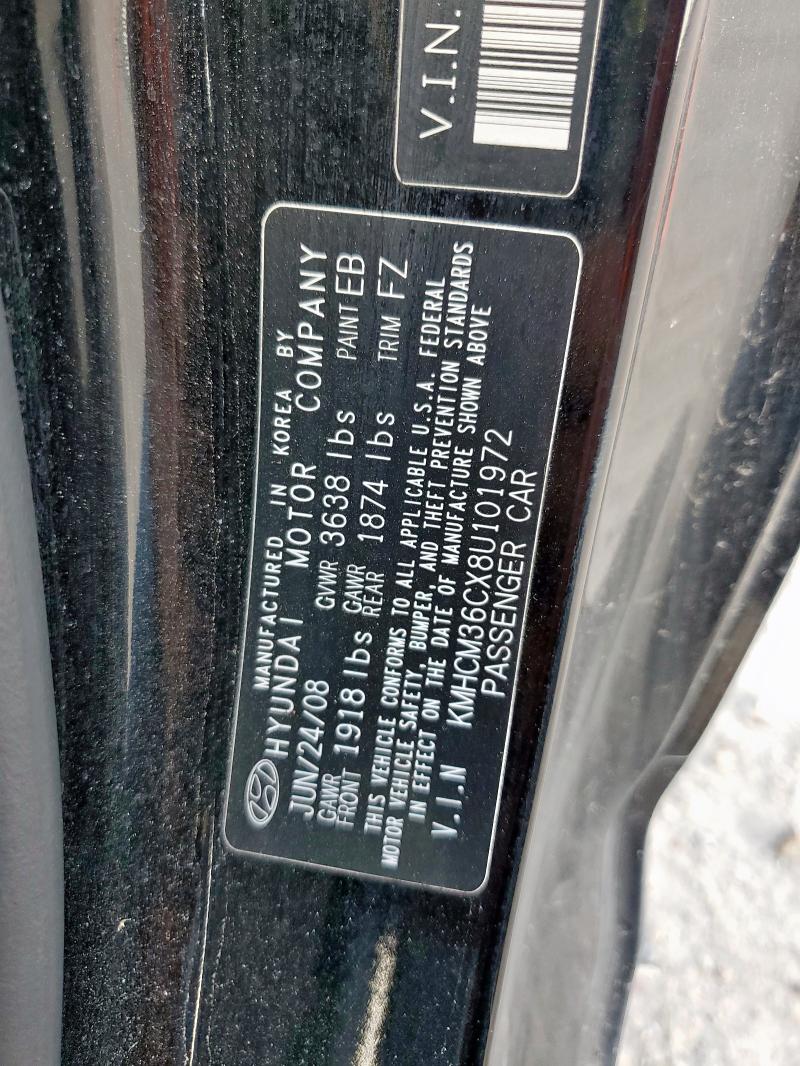 V.I.N.
MANUFACTURED IN KOREA BY
HYUNDAI MOTOR COMPANY
JUN/24/08 GVWR 3638 lbs PAINT EB
GAWR FRONT 1918 lbs GAWR REAR 1874 lbs TRIM FZ
THIS VEHICLE CONFORMS TO ALL APPLICABLE U.S.A. FEDERAL
MOTOR VEHICLE SAFETY, BUMPER, AND THEFT PREVENTION STANDARDS
IN EFFECT ON THE DATE OF MANUFACTURE SHOWN ABOVE
V.I.N KMHCM36CX8U101972
PASSENGER CAR